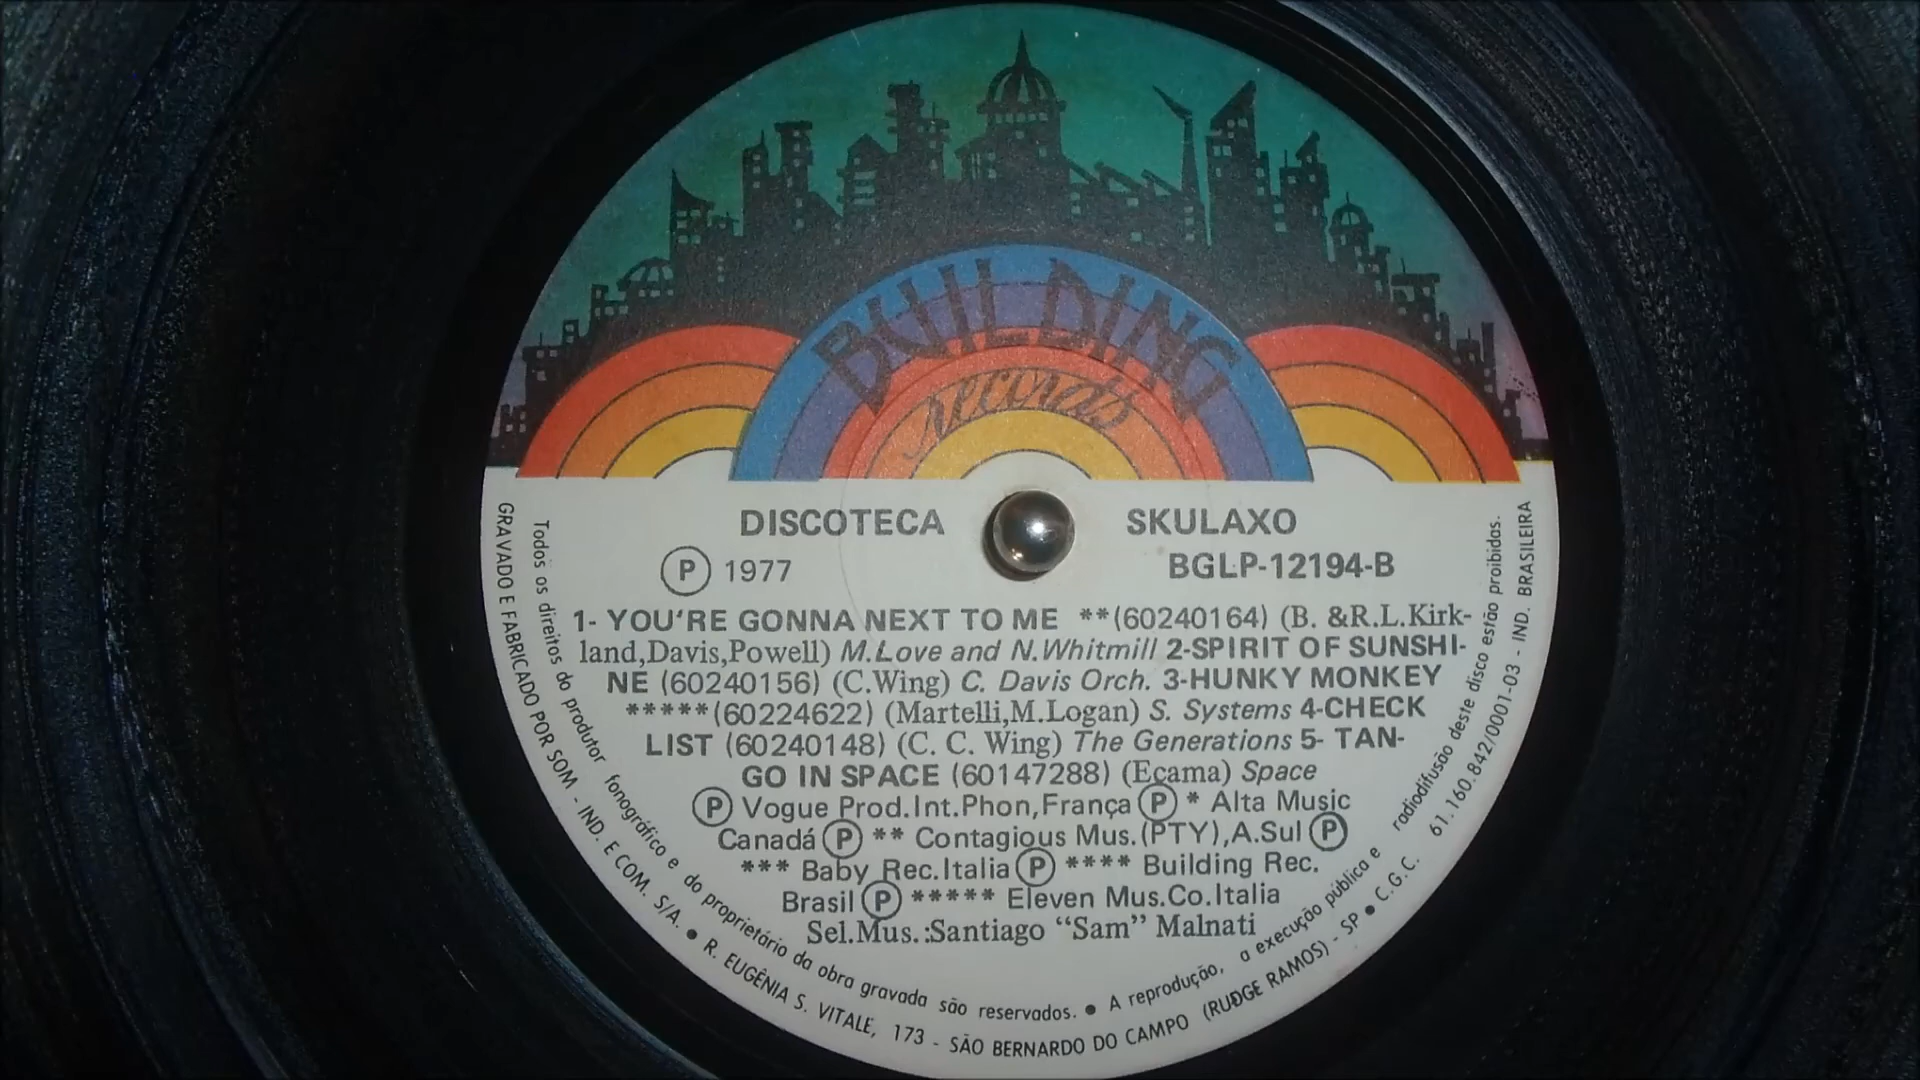 BUILDING
records
DISCOTECA SKULAXO
Ⓟ 1977 BGLP-12194-B
1- YOU'RE GONNA NEXT TO ME **(60240164) (B. &R.L.Kirk-
land,Davis,Powell) M.Love and N.Whitmill 2-SPIRIT OF SUNSHI-
NE (60240156) (C.Wing) C. Davis Orch. 3-HUNKY MONKEY
*****(60224622) (Martelli,M.Logan) S. Systems 4-CHECK
LIST (60240148) (C. C. Wing) The Generations 5- TAN-
GO IN SPACE (60147288) (Ecama) Space
Ⓟ Vogue Prod.Int.Phon,França Ⓟ * Alta Music
Canadá Ⓟ ** Contagious Mus.(PTY),A.Sul Ⓟ
*** Baby Rec.Italia Ⓟ **** Building Rec.
Brasil Ⓟ ***** Eleven Mus.Co.Italia
Sel.Mus.:Santiago “Sam” Malnati
Todos os direitos do produtor fonográfico e do proprietário da obra gravada são reservados. ● A reprodução, a execução pública e radiodifusão deste disco estão proibidas.
GRAVADO E FABRICADO POR SOM - IND. E COM. S/A. ● R. EUGÊNIA S. VITALE, 173 - SÃO BERNARDO DO CAMPO (RUDGE RAMOS) - SP ● C.G.C. 61.160.842/0001-03 - IND. BRASILEIRA